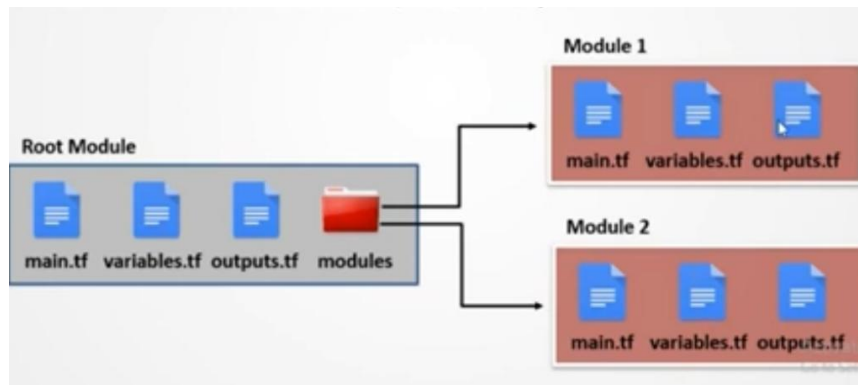 Root Module
main.tf variables.tf outputs.tf modules
Module 1
main.tf variables.tf outputs.tf
Module 2
main.tf variables.tf outputs.tf